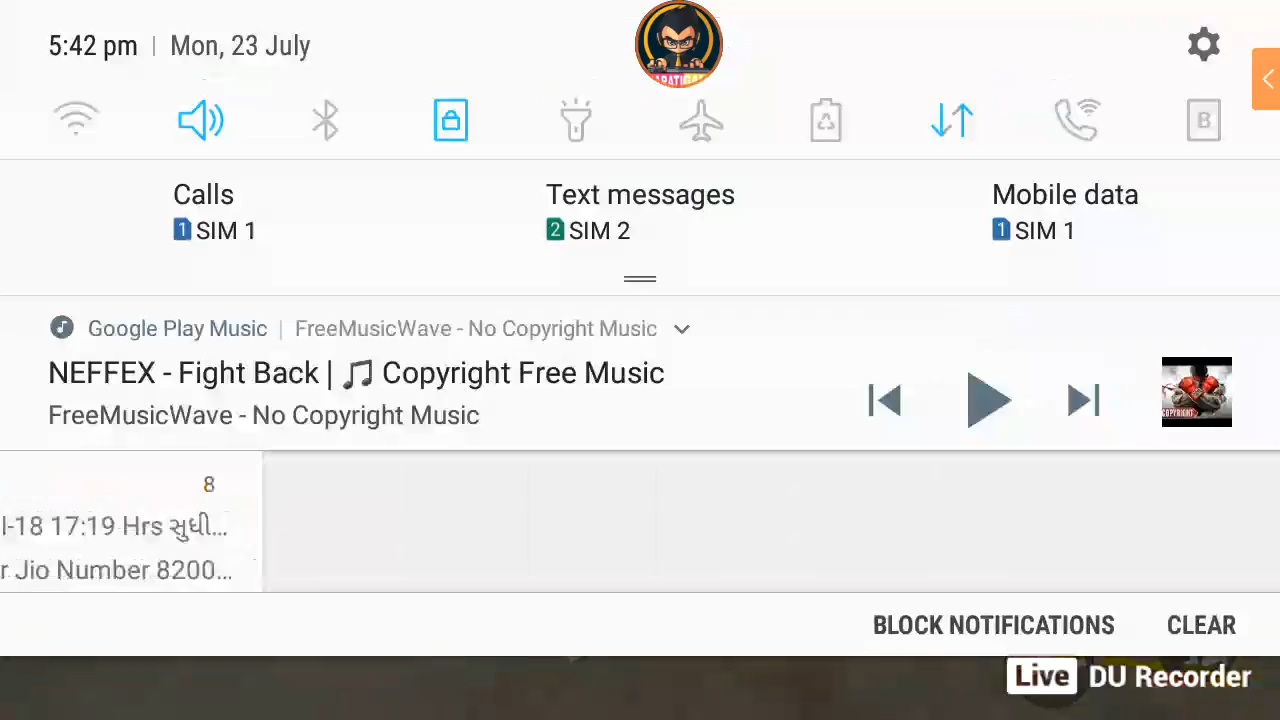 5:42 pm | Mon, 23 July
Calls
1 SIM 1
Text messages
2 SIM 2
Mobile data
1 SIM 1
Google Play Music | FreeMusicWave - No Copyright Music
NEFFEX - Fight Back | 🎵 Copyright Free Music
FreeMusicWave - No Copyright Music
COPYRIGHT
8
l-18 17:19 Hrs સુધી...
r Jio Number 8200...
BLOCK NOTIFICATIONS
CLEAR
Live DU Recorder
B